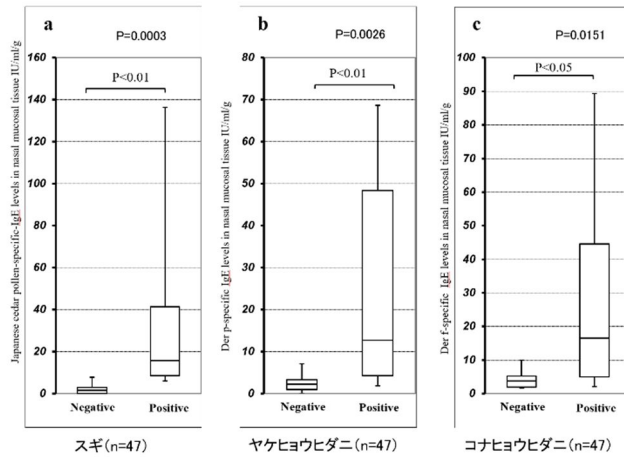 a
P=0.0003
Japanese cedar pollen-specific-IgE levels in nasal mucosal tissue IU/ml/g
160
140
120
100
80
60
40
20
0
P<0.01
Negative Positive
スギ(n=47)
b
P=0.0026
Der p-specific IgE levels in nasal mucosal tissue IU/ml/g
80
70
60
50
40
30
20
10
0
P<0.01
Negative Positive
ヤケヒョウヒダニ(n=47)
c
P=0.0151
Der f-specific IgE levels in nasal mucosal tissue IU/ml/g
100
90
80
70
60
50
40
30
20
10
0
P<0.05
Negative Positive
コナヒョウヒダニ(n=47)